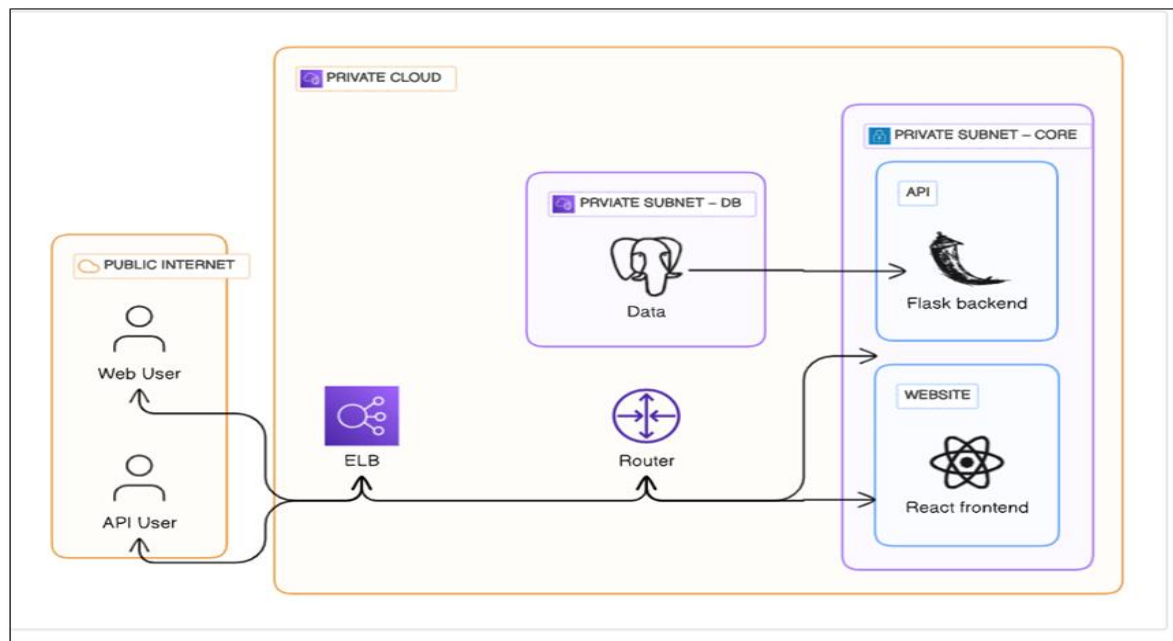 PRIVATE CLOUD
PRIVATE SUBNET – CORE
API
PRVIATE SUBNET – DB
Flask backend
Data
PUBLIC INTERNET
Web User
WEBSITE
ELB
Router
React frontend
API User